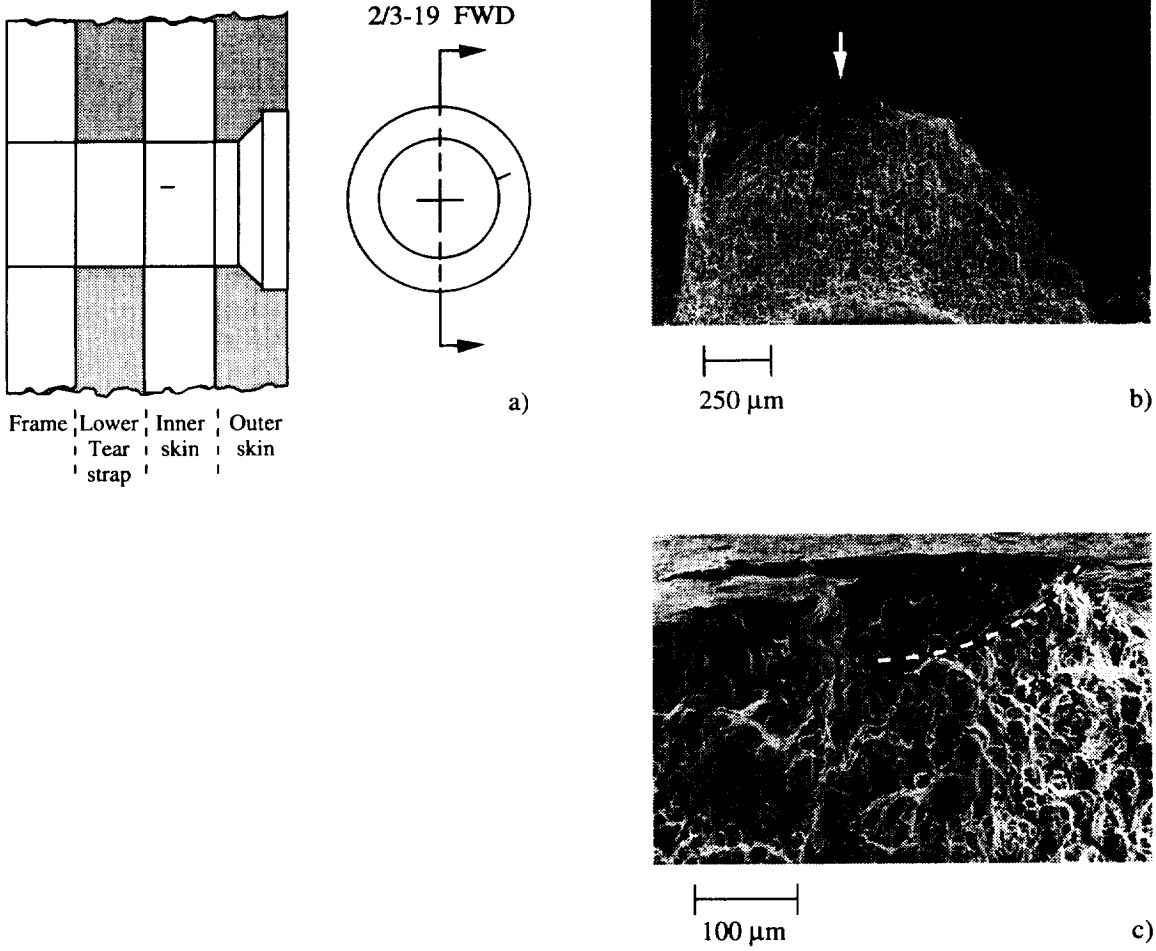 2/3-19 FWD
a)
Frame
Lower
Tear
strap
Inner
skin
Outer
skin
250 µm
b)
100 µm
c)